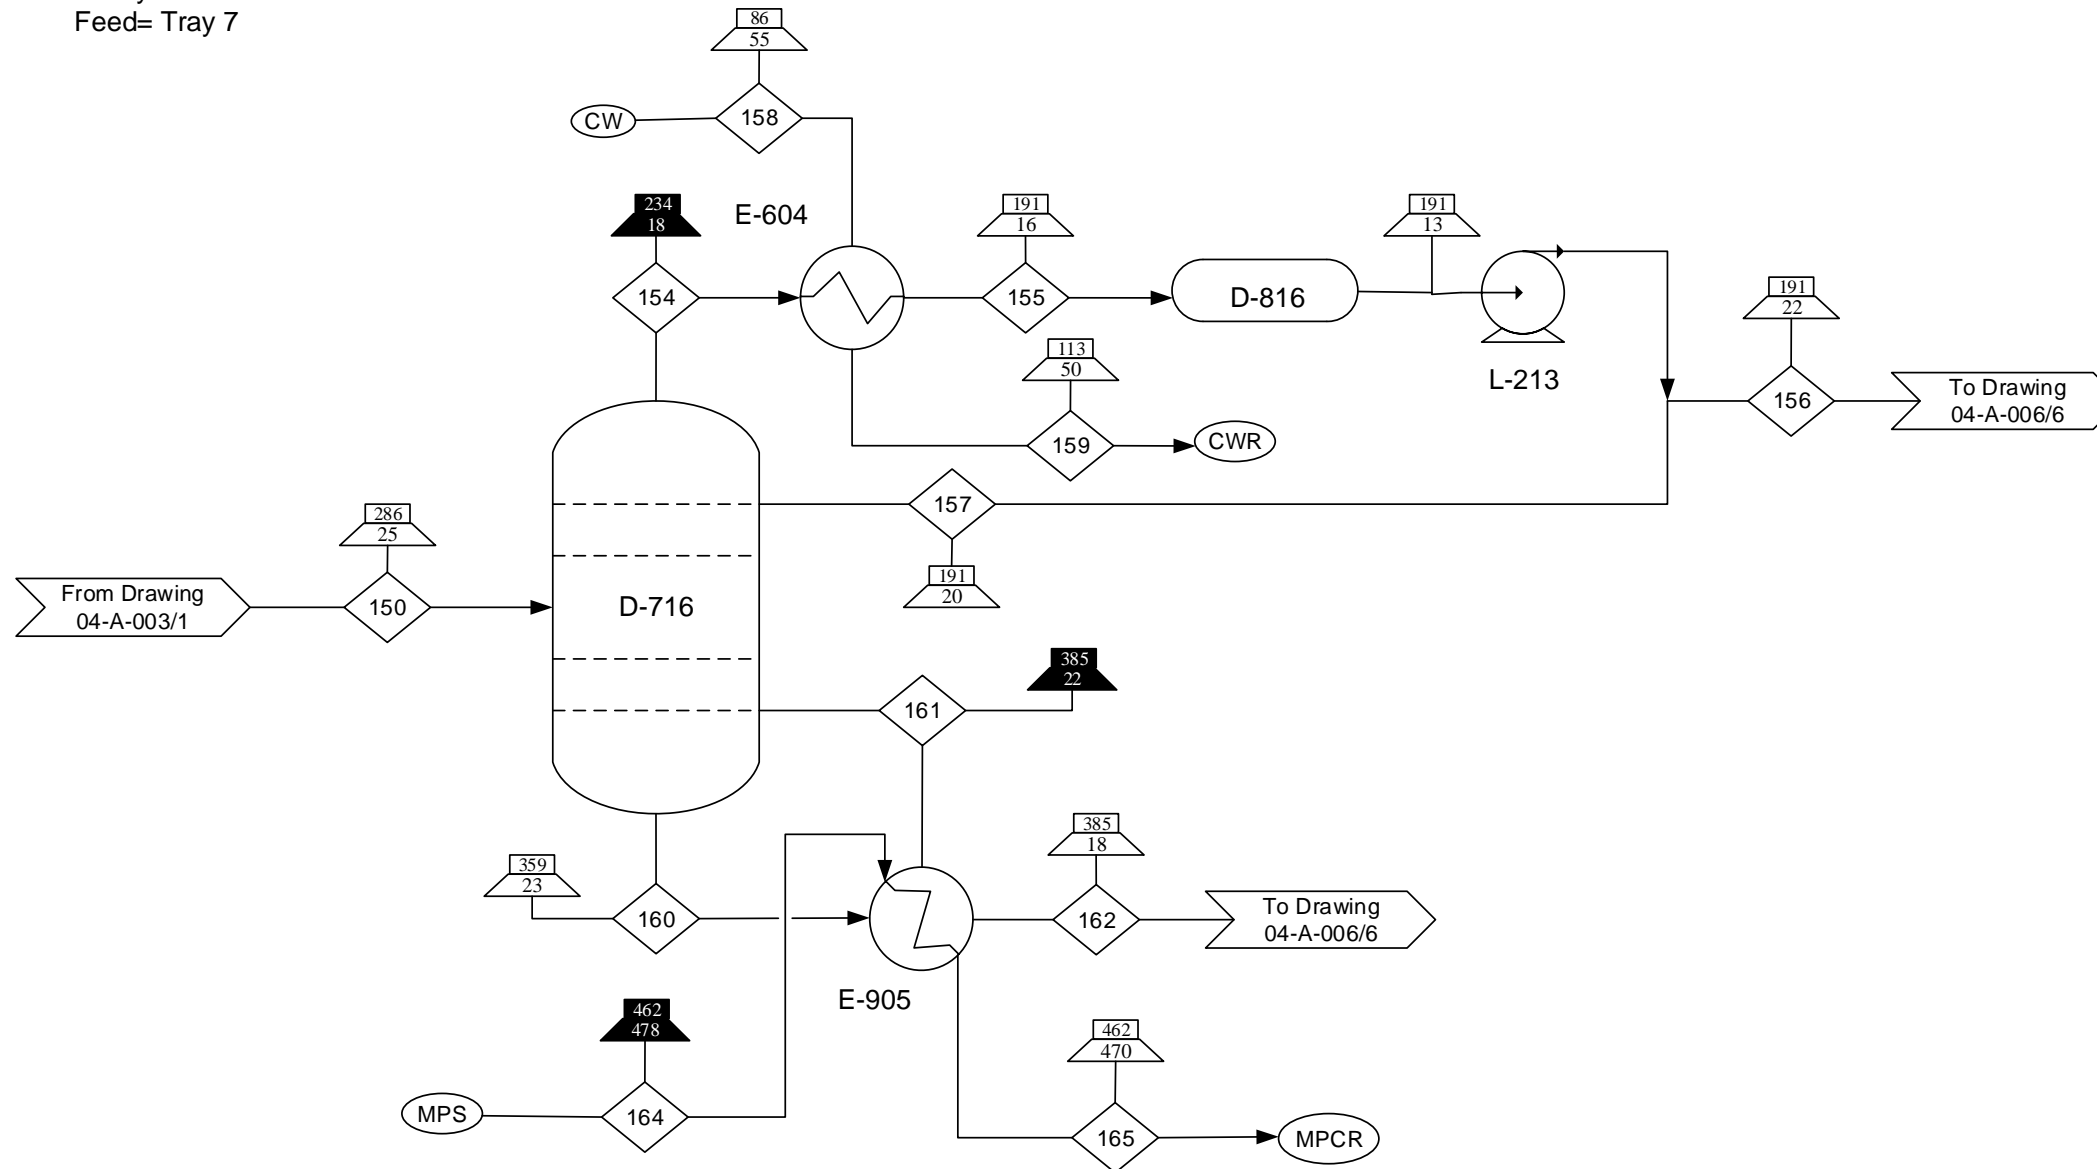 Feed= Tray 7
86
55
CW
158
234
18
E-604
191
16
191
13
154
155
D-816
191
22
113
50
L-213
156
To Drawing
04-A-006/6
159
CWR
286
25
157
191
20
From Drawing
04-A-003/1
150
D-716
385
22
161
385
18
359
23
160
162
To Drawing
04-A-006/6
E-905
462
478
462
470
MPS
164
165
MPCR